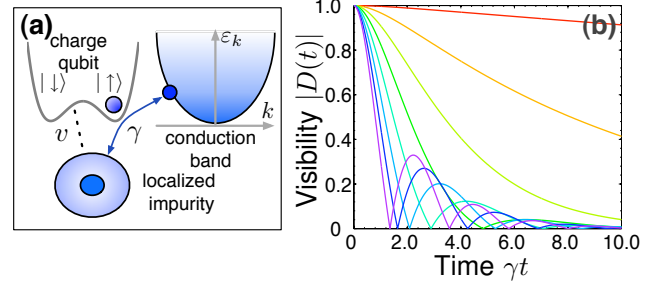 (a)
charge
qubit
|↓⟩ |↑⟩
v
γ
ε_k
k
conduction
band
localized
impurity
(b)
Visibility |D(t)|
1.0
0.8
0.6
0.4
0.2
0
0 2.0 4.0 6.0 8.0 10.0
Time γt